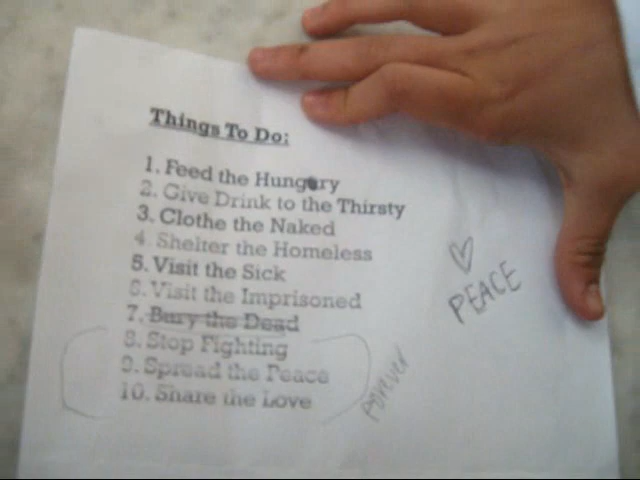 Things To Do:
1. Feed the Hungary
2. Give Drink to the Thirsty
3. Clothe the Naked
4. Shelter the Homeless
5. Visit the Sick
6. Visit the Imprisoned
7. Bury the Dead
8. Stop Fighting
9. Spread the Peace
10. Share the Love
PEACE
Forever